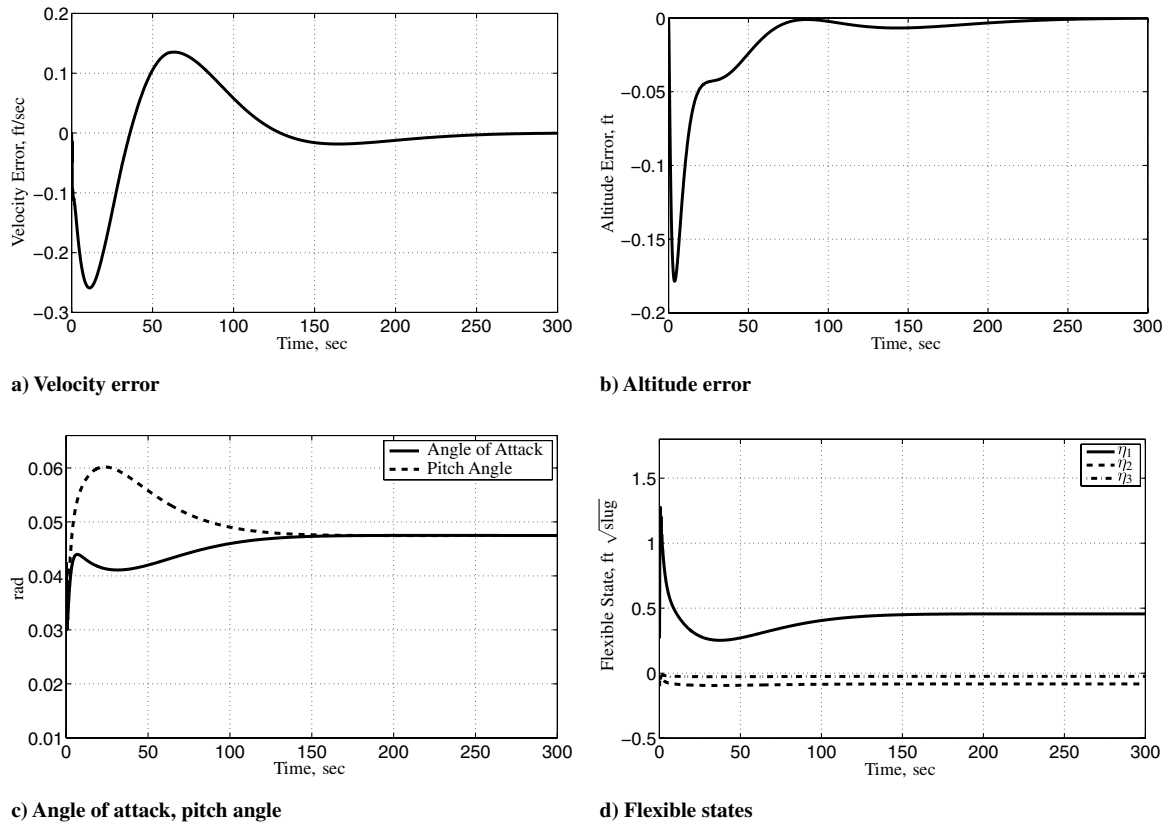 0.2
0.1
0
−0.1
−0.2
−0.3
Velocity Error, ft/sec
0 50 100 150 200 250 300
Time, sec
a) Velocity error
0
−0.05
−0.1
−0.15
−0.2
Altitude Error, ft
0 50 100 150 200 250 300
Time, sec
b) Altitude error
0.06
0.05
0.04
0.03
0.02
0.01
rad
Angle of Attack
Pitch Angle
0 50 100 150 200 250 300
Time, sec
c) Angle of attack, pitch angle
1.5
1
0.5
0
−0.5
Flexible State, ft √slug
η1
η2
η3
0 50 100 150 200 250 300
Time, sec
d) Flexible states